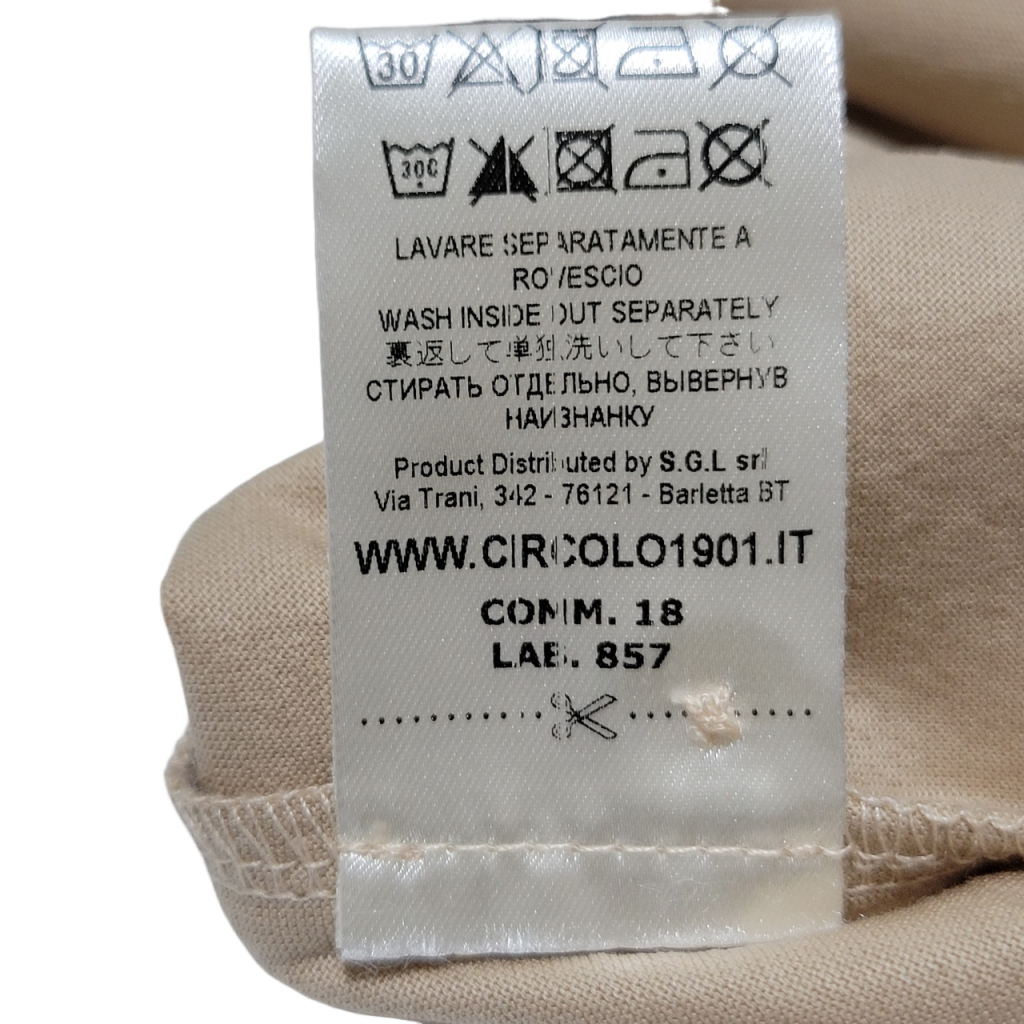 30
30C
LAVARE SEPARATAMENTE A
ROVESCIO
WASH INSIDE OUT SEPARATELY
裏返して単独洗いして下さい
СТИРАТЬ ОТДЕЛЬНО, ВЫВЕРНУВ
НАИЗНАНКУ
Product Distributed by S.G.L srl
Via Trani, 342 - 76121 - Barletta BT
WWW.CIRCOLO1901.IT
COMM. 18
LAB. 857